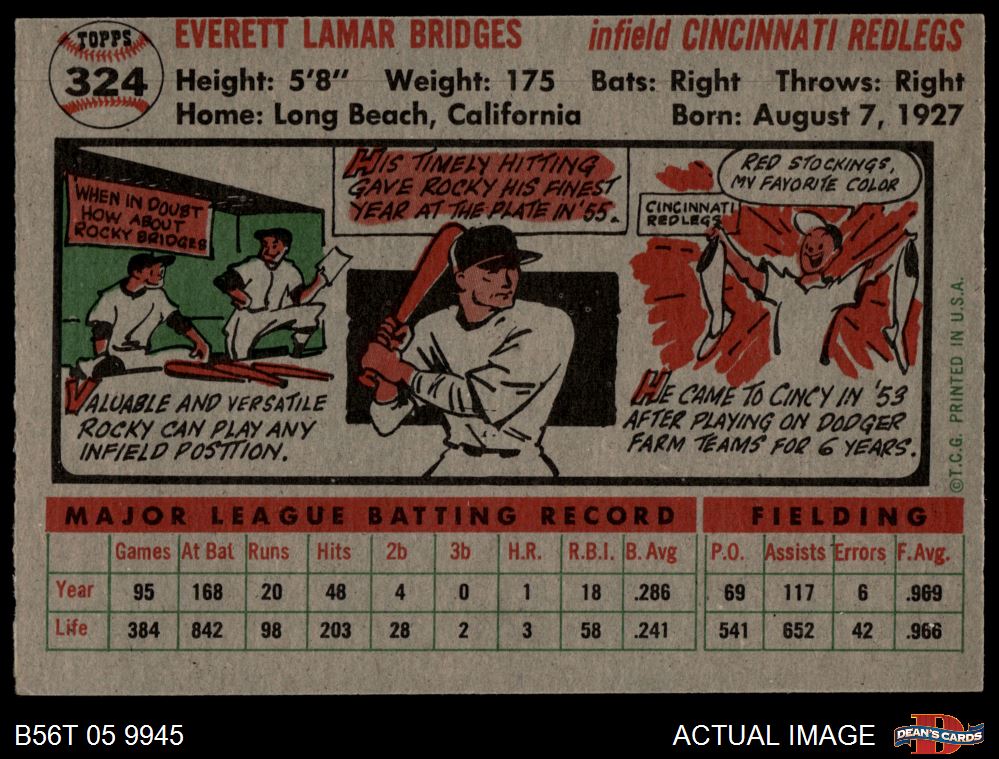 TOPPS
324
EVERETT LAMAR BRIDGES infield CINCINNATI REDLEGS
Height: 5'8" Weight: 175 Bats: Right Throws: Right
Home: Long Beach, California Born: August 7, 1927
WHEN IN DOUBT
HOW ABOUT
ROCKY BRIDGES
VALUABLE AND VERSATILE
ROCKY CAN PLAY ANY
INFIELD POSITION.
HIS TIMELY HITTING
GAVE ROCKY HIS FINEST
YEAR AT THE PLATE IN '55.
RED STOCKINGS,
MY FAVORITE COLOR
CINCINNATI
REDLEGS
HE CAME TO CINCY IN '53
AFTER PLAYING ON DODGER
FARM TEAMS FOR 6 YEARS.
©T.C.G. PRINTED IN U.S.A.
MAJOR LEAGUE BATTING RECORD FIELDING
Games At Bat Runs Hits 2b 3b H.R. R.B.I. B. Avg P.O. Assists Errors F. Avg.
Year 95 168 20 48 4 0 1 18 .286 69 117 6 .969
Life 384 842 98 203 28 2 3 58 .241 541 652 42 .966
B56T 05 9945 ACTUAL IMAGE
DEAN'S CARDS